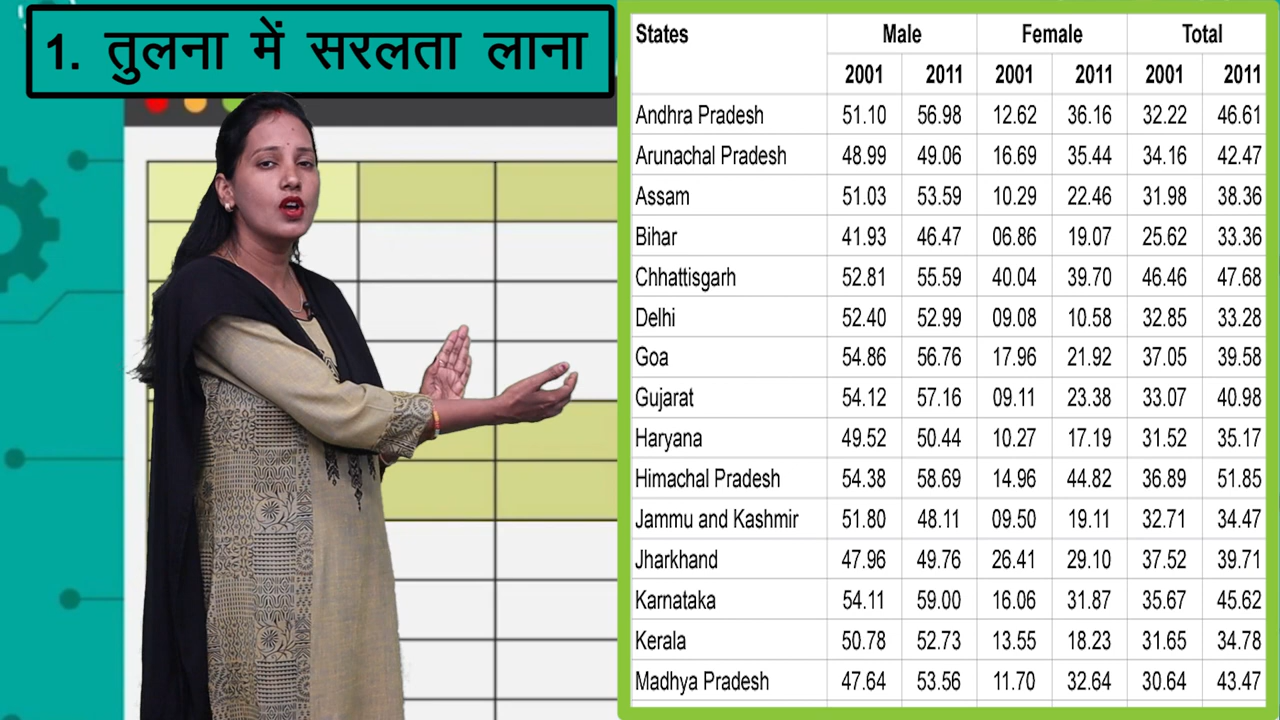 1. तुलना में सरलता लाना
States Male Female Total
2001 2011 2001 2011 2001 2011
Andhra Pradesh 51.10 56.98 12.62 36.16 32.22 46.61
Arunachal Pradesh 48.99 49.06 16.69 35.44 34.16 42.47
Assam 51.03 53.59 10.29 22.46 31.98 38.36
Bihar 41.93 46.47 06.86 19.07 25.62 33.36
Chhattisgarh 52.81 55.59 40.04 39.70 46.46 47.68
Delhi 52.40 52.99 09.08 10.58 32.85 33.28
Goa 54.86 56.76 17.96 21.92 37.05 39.58
Gujarat 54.12 57.16 09.11 23.38 33.07 40.98
Haryana 49.52 50.44 10.27 17.19 31.52 35.17
Himachal Pradesh 54.38 58.69 14.96 44.82 36.89 51.85
Jammu and Kashmir 51.80 48.11 09.50 19.11 32.71 34.47
Jharkhand 47.96 49.76 26.41 29.10 37.52 39.71
Karnataka 54.11 59.00 16.06 31.87 35.67 45.62
Kerala 50.78 52.73 13.55 18.23 31.65 34.78
Madhya Pradesh 47.64 53.56 11.70 32.64 30.64 43.47